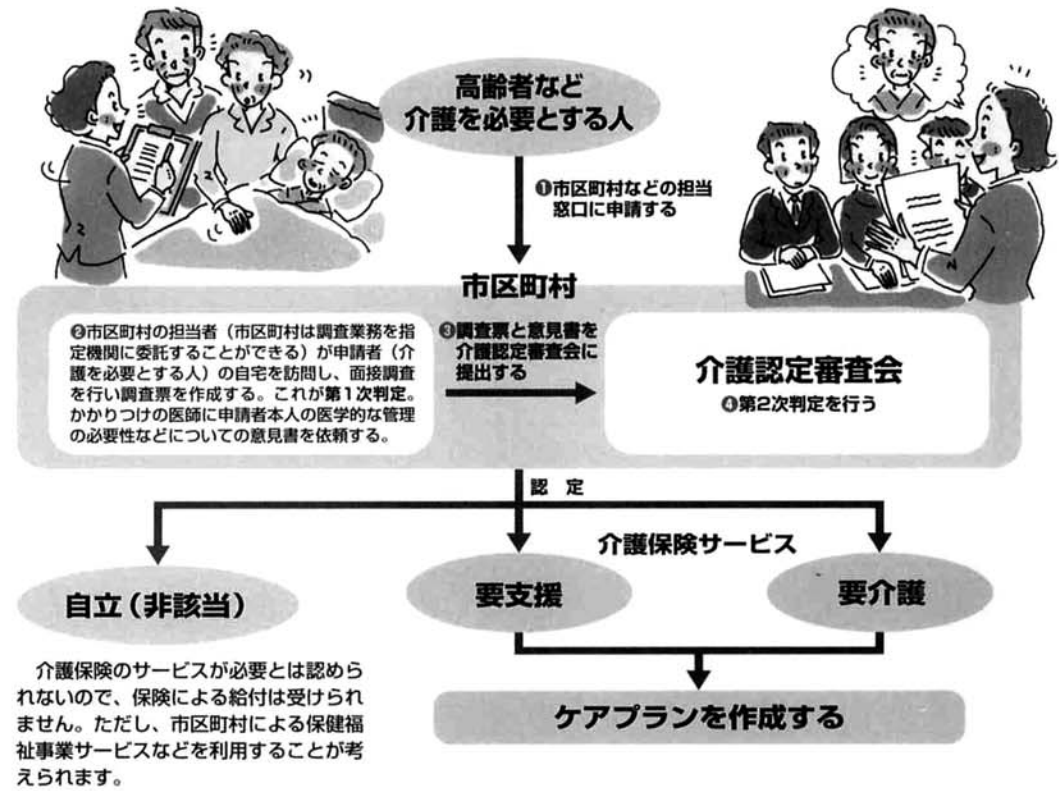 高齢者など
介護を必要とする人
❶市区町村などの担当
窓口に申請する
市区町村
❷市区町村の担当者（市区町村は調査業務を指
定機関に委託することができる）が申請者（介
護を必要とする人）の自宅を訪問し、面接調査
を行い調査票を作成する。これが第1次判定。
かかりつけの医師に申請者本人の医学的な管理
の必要性などについての意見書を依頼する。
❸調査票と意見書を
介護認定審査会に
提出する
介護認定審査会
❹第2次判定を行う
認　定
介護保険サービス
自立（非該当）
要支援
要介護
介護保険のサービスが必要とは認めら
れないので、保険による給付は受けられ
ません。ただし、市区町村による保健福
祉事業サービスなどを利用することが考
えられます。
ケアプランを作成する